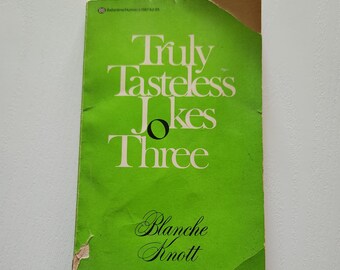 Truly
Tasteless
Jokes
Three
Blanche
Knott